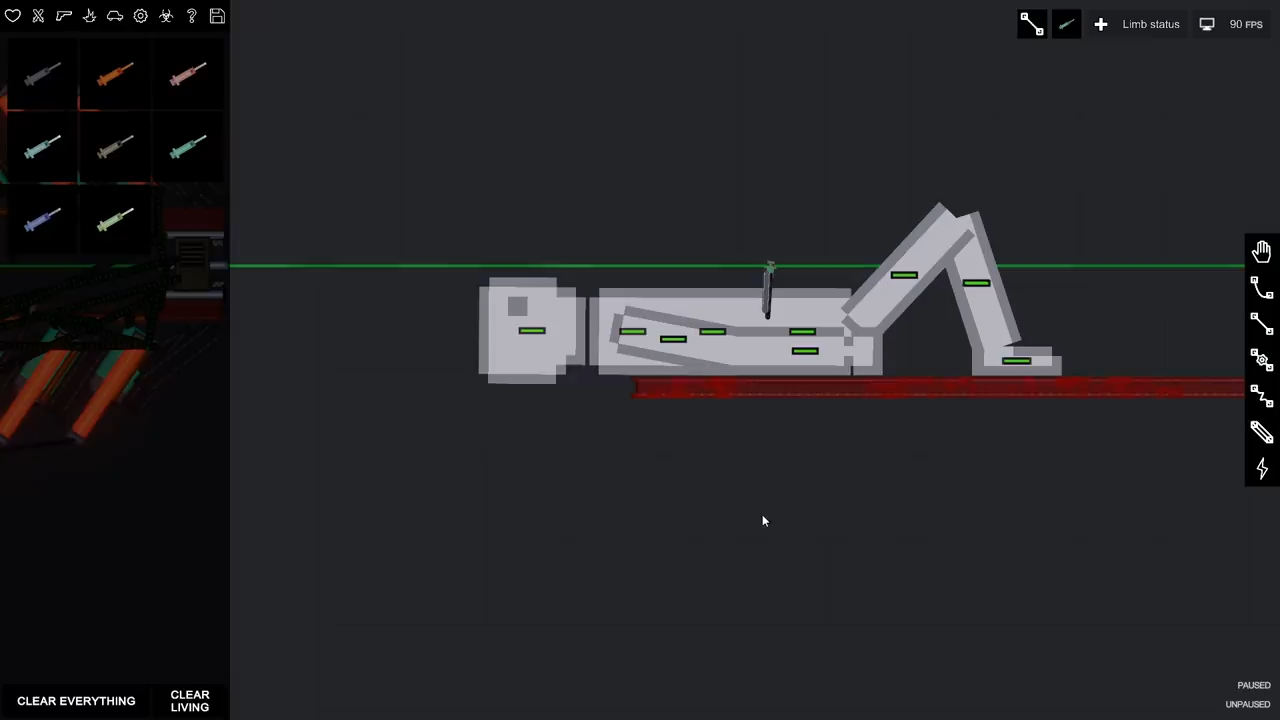 Limb status
90 FPS
CLEAR EVERYTHING
CLEAR
LIVING
PAUSED
UNPAUSED